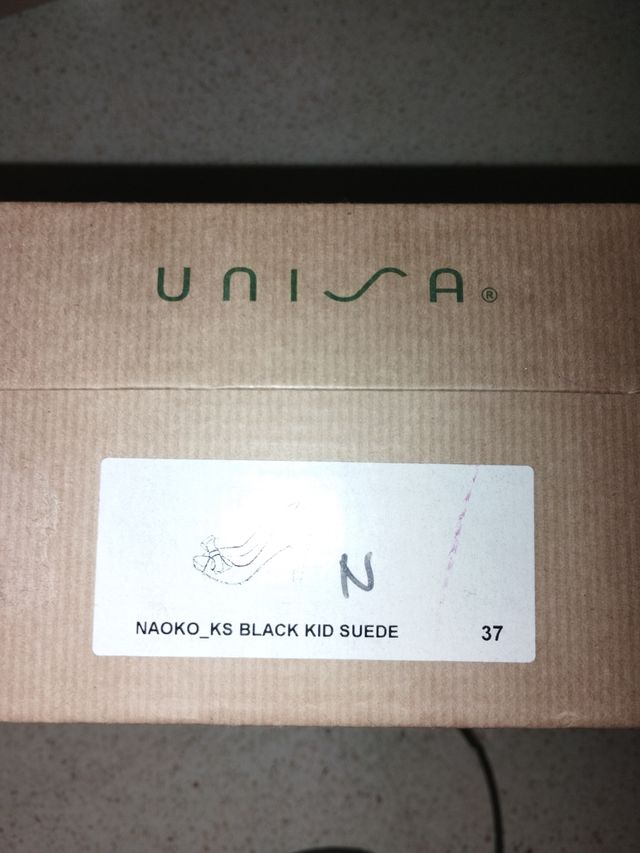 UNISA®
N
NAOKO_KS BLACK KID SUEDE 37